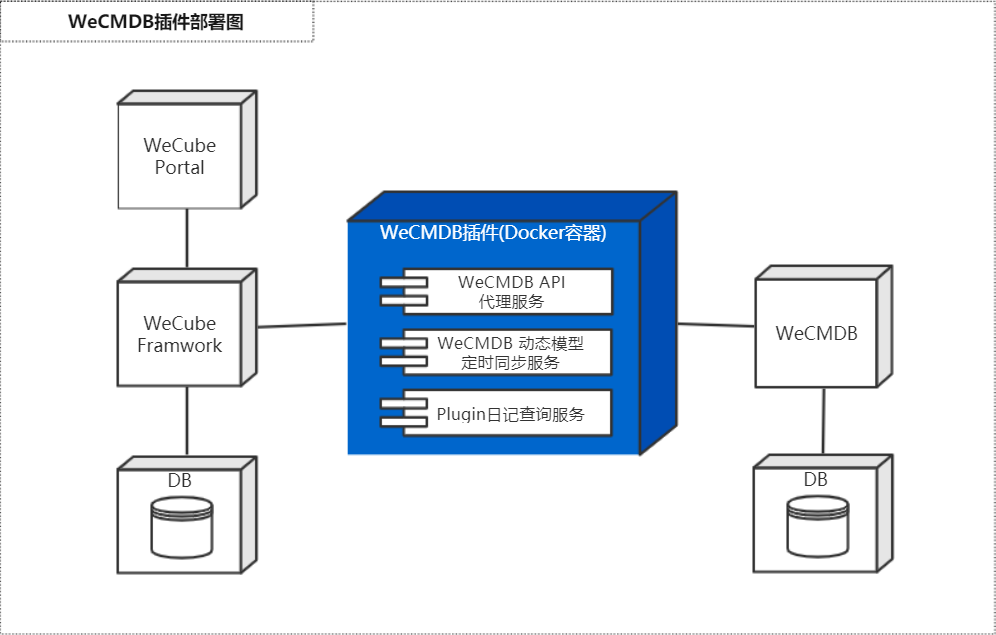 WeCMDB插件部署图
WeCube
Portal
WeCube
Framwork
DB
WeCMDB插件(Docker容器)
WeCMDB API
代理服务
WeCMDB 动态模型
定时同步服务
Plugin日记查询服务
WeCMDB
DB